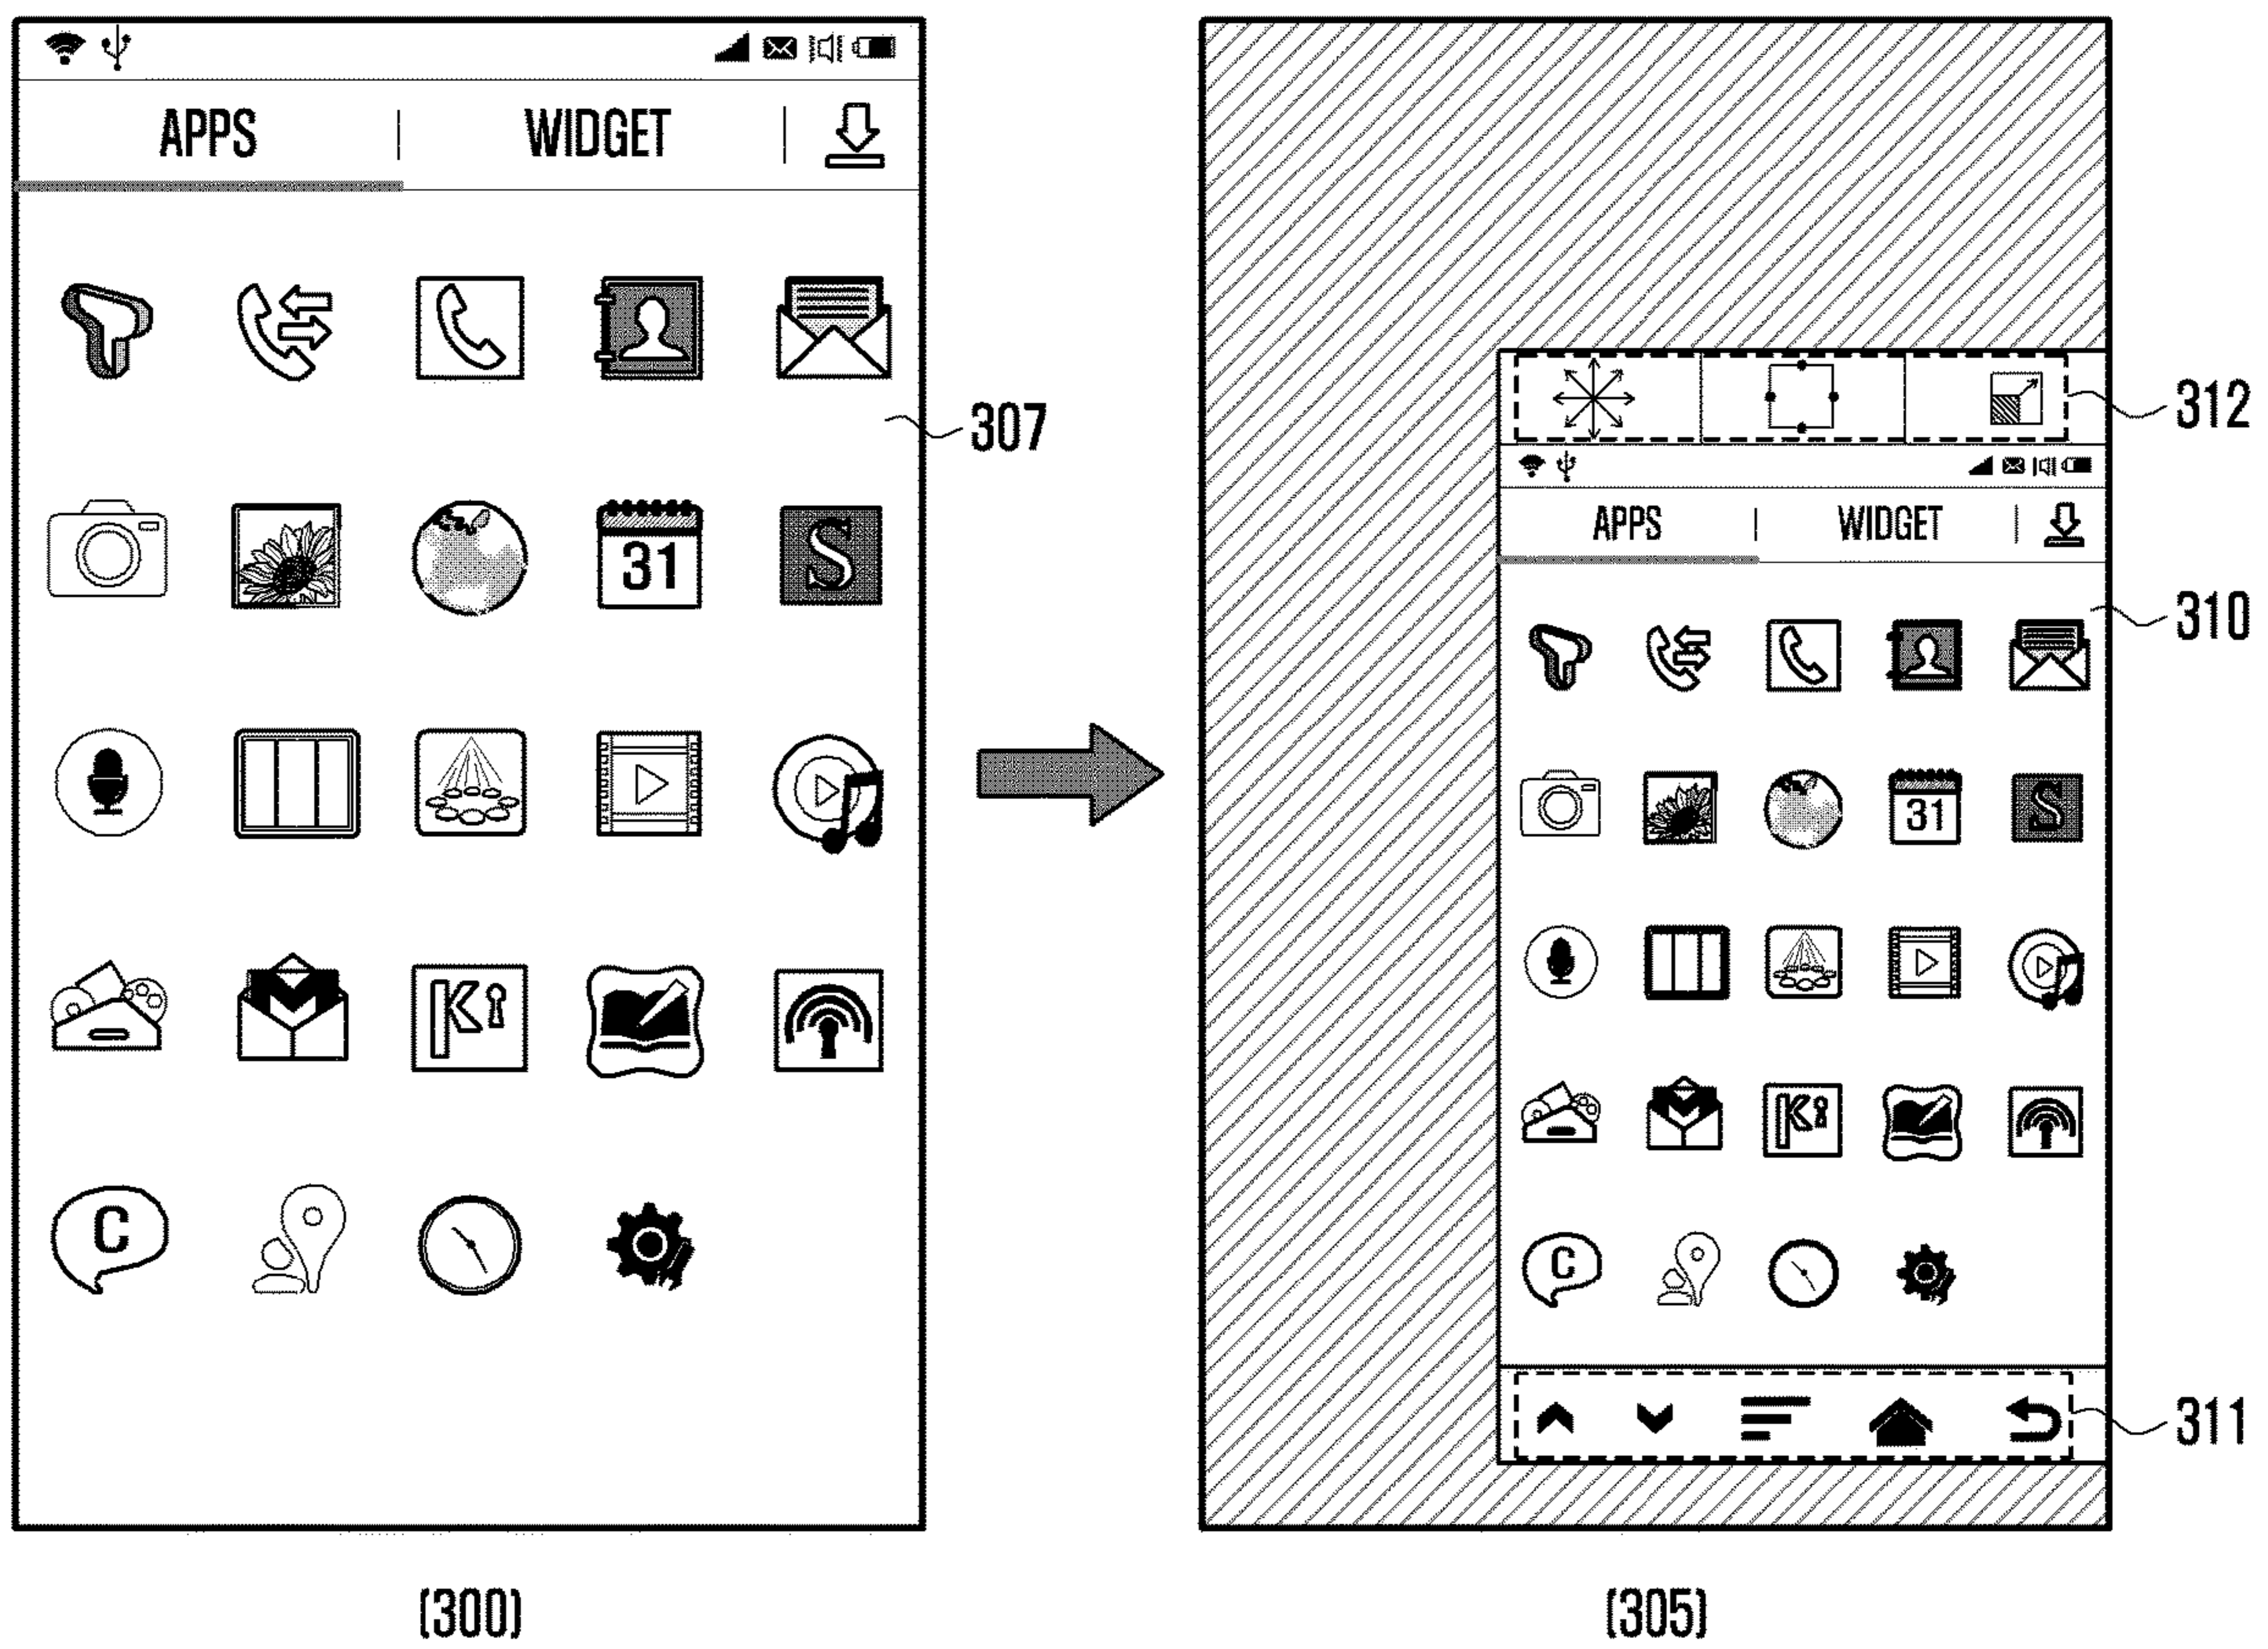 APPS | WIDGET
307
31
S
K
C
312
APPS | WIDGET
310
31
S
K
C
311
(300)
(305)